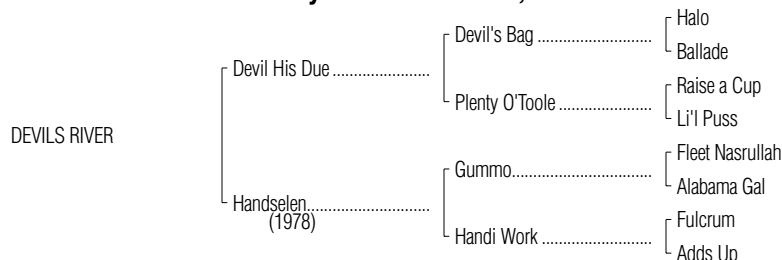 Halo
Devil's Bag
Ballade
Devil His Due
Raise a Cup
Plenty O'Toole
Li'l Puss
DEVILS RIVER
Fleet Nasrullah
Gummo
Alabama Gal
Handselen
(1978)
Fulcrum
Handi Work
Adds Up